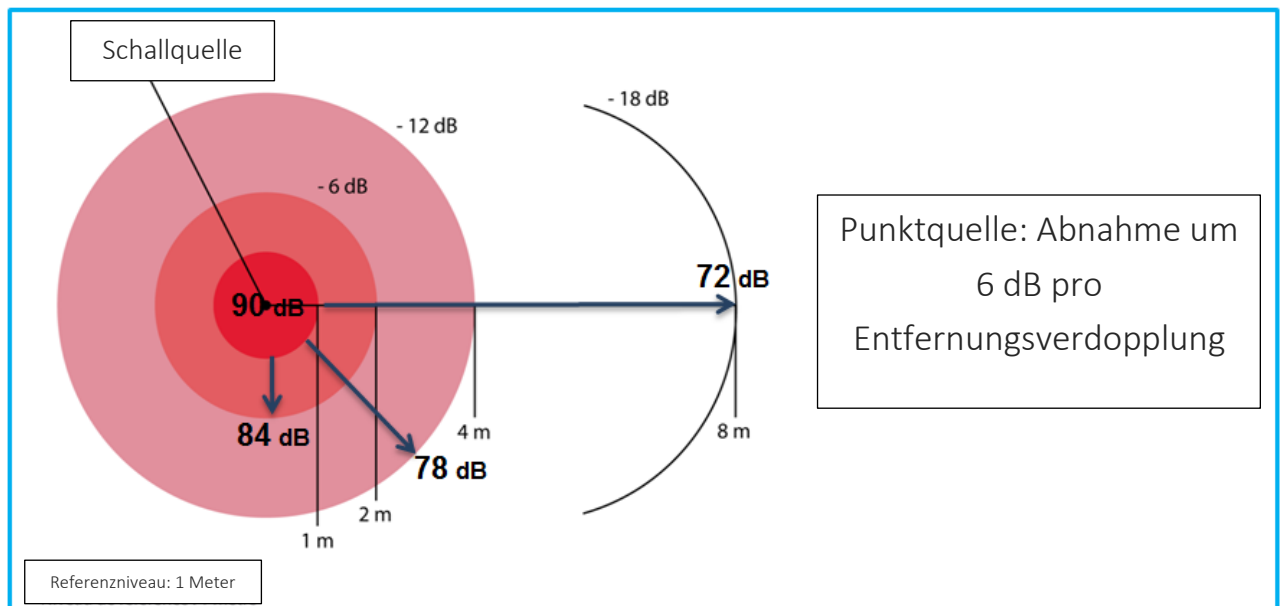 Schallquelle
- 18 dB
- 12 dB
- 6 dB
Punktquelle: Abnahme um
6 dB pro
Entfernungsverdopplung
72 dB
90 dB
84 dB
4 m
8 m
78 dB
2 m
1 m
Referenzniveau: 1 Meter